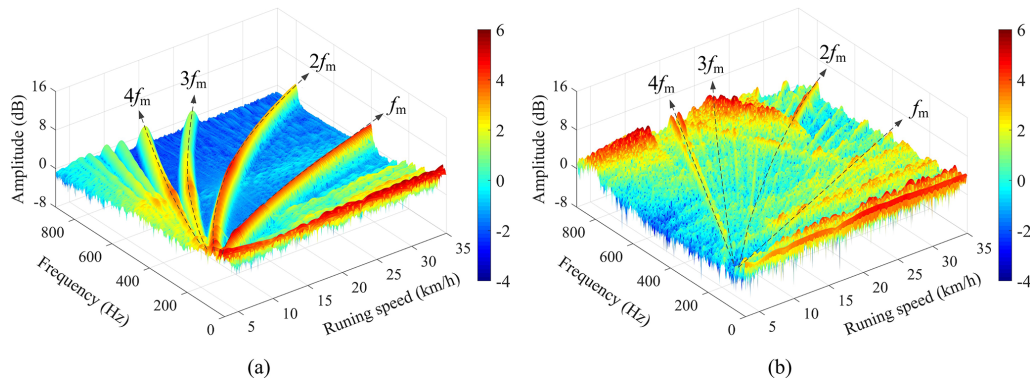 16
8
0
-8
Amplitude (dB)
800
600
400
200
0
Frequency (Hz)
5
10
15
20
25
30
35
Runing speed (km/h)
4fm
3fm
2fm
fm
6
4
2
0
-2
-4
(a)
16
8
0
-8
Amplitude (dB)
800
600
400
200
0
Frequency (Hz)
5
10
15
20
25
30
35
Runing speed (km/h)
4fm
3fm
2fm
fm
6
4
2
0
-2
-4
(b)